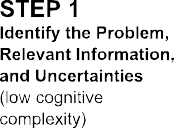 STEP 1
Identify the Problem,
Relevant Information,
and Uncertainties
(low cognitive
complexity)